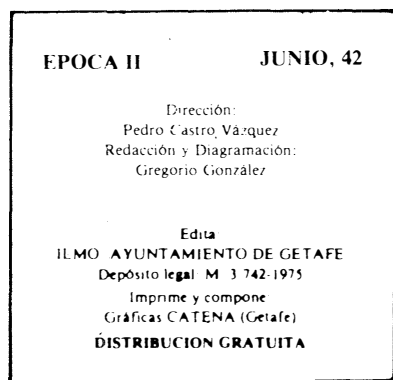 EPOCA II JUNIO, 42
Dirección:
Pedro Castro Vázquez
Redacción y Diagramación:
Gregorio González
Edita
ILMO AYUNTAMIENTO DE GETAFE
Depósito legal M 3 742-1975
Imprime y compone
Gráficas CATENA (Getafe)
DISTRIBUCION GRATUITA